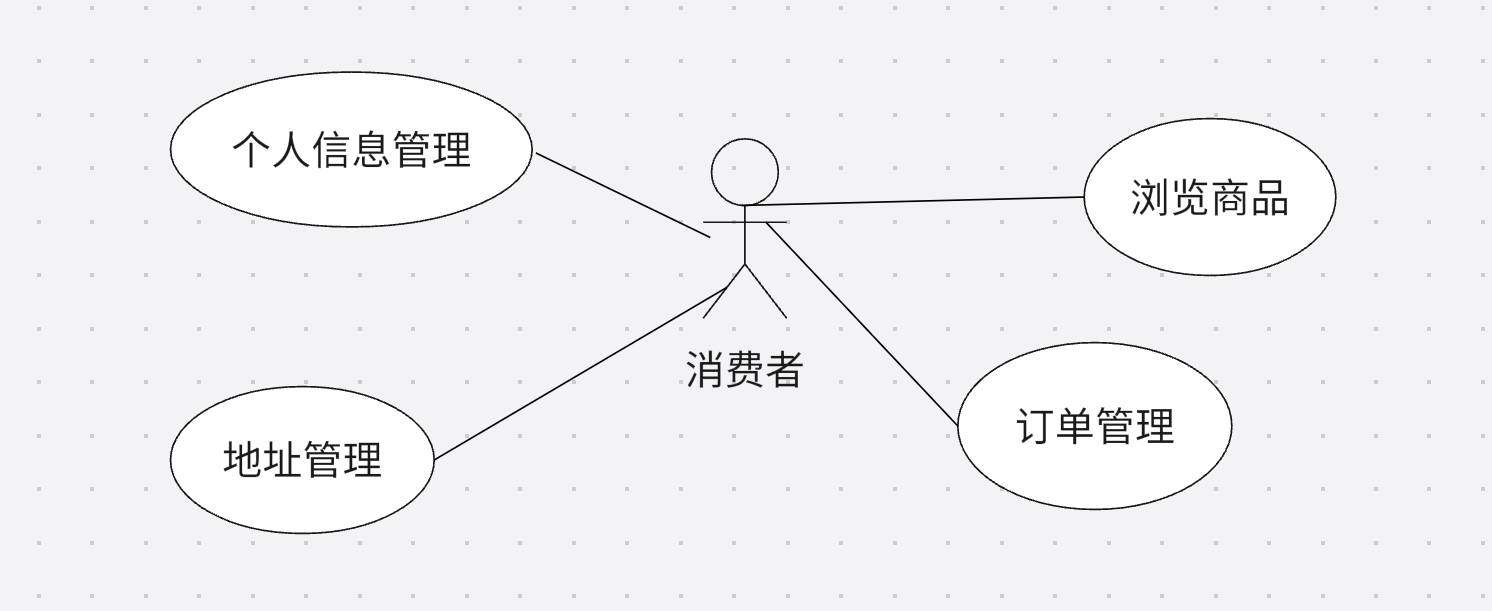 个人信息管理
浏览商品
消费者
订单管理
地址管理